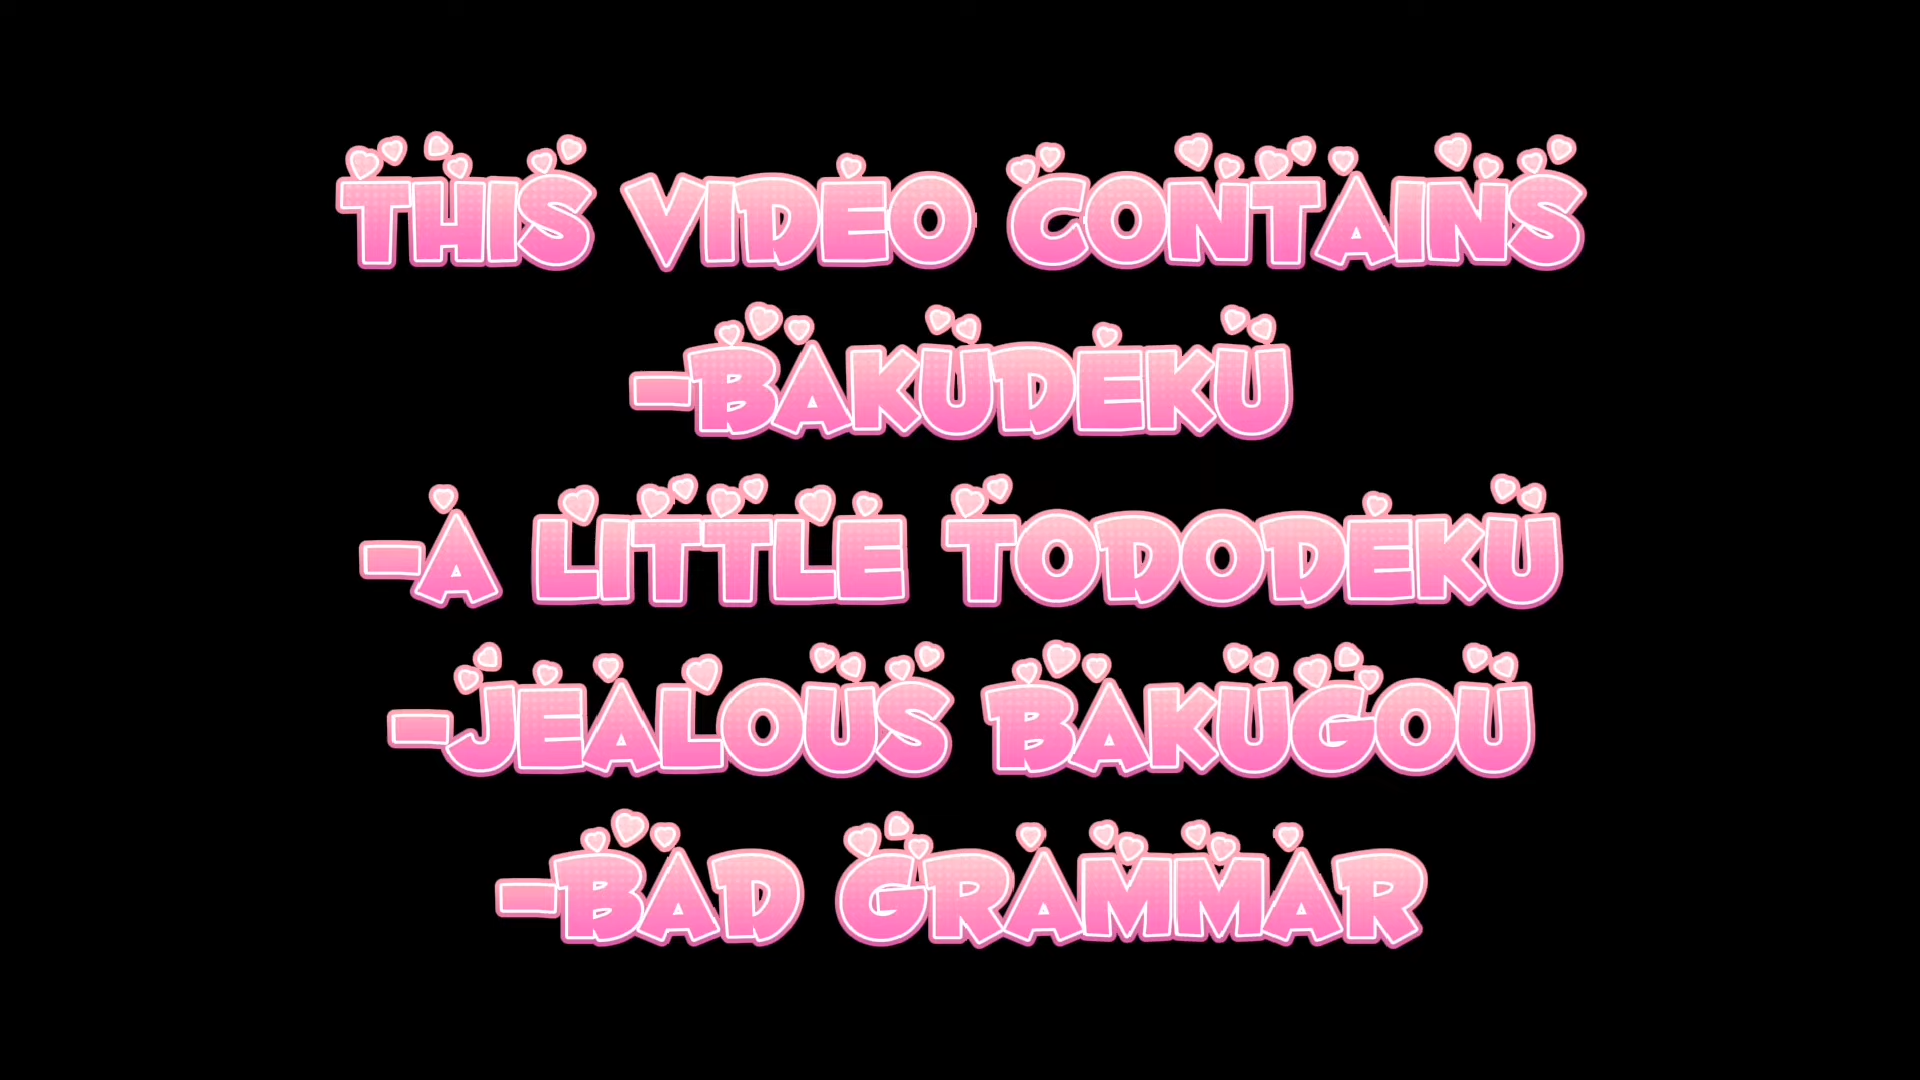 THIS VIDEO CONTAINS
-BAKUDEKU
-A LITTLE TODODEKU
-JEALOUS BAKUGOU
-BAD GRAMMAR